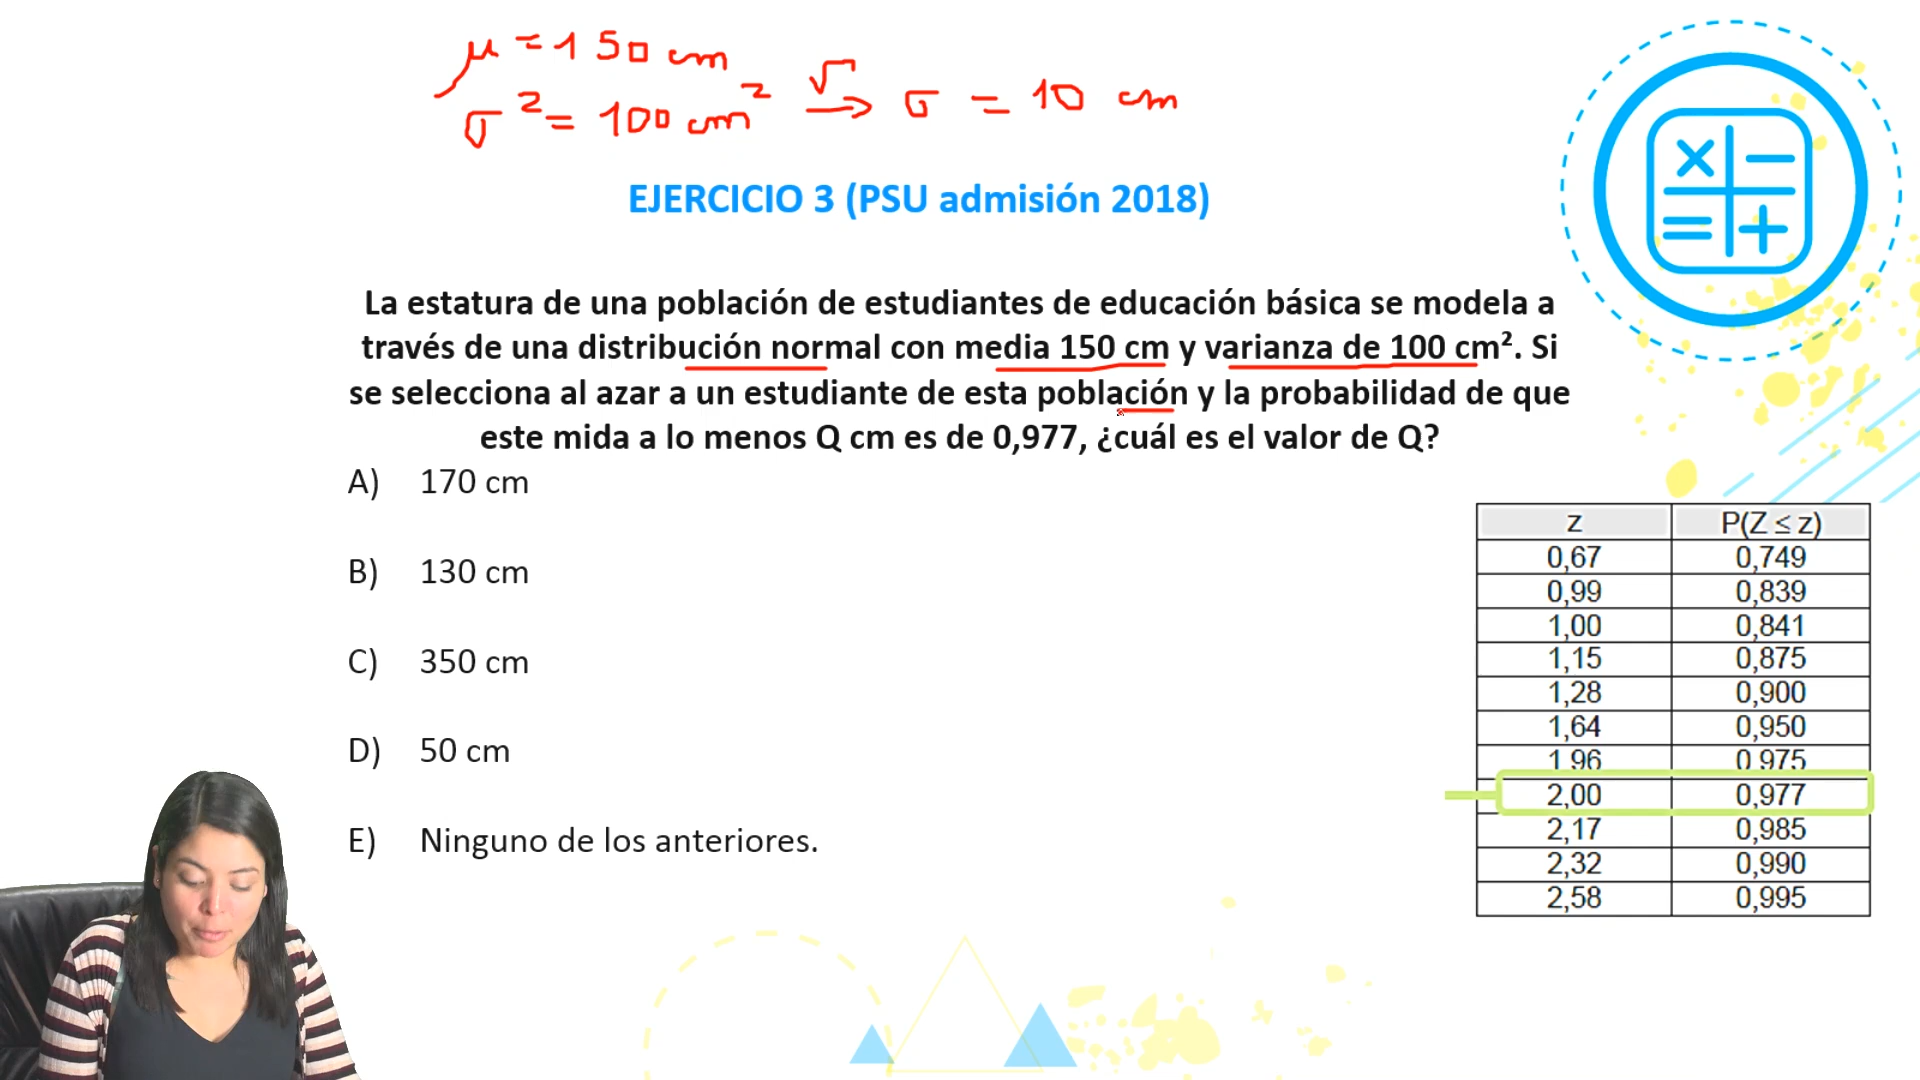 μ = 150 cm
σ² = 100 cm² √→ σ = 10 cm
EJERCICIO 3 (PSU admisión 2018)
La estatura de una población de estudiantes de educación básica se modela a
través de una distribución normal con media 150 cm y varianza de 100 cm². Si
se selecciona al azar a un estudiante de esta población y la probabilidad de que
este mida a lo menos Q cm es de 0,977, ¿cuál es el valor de Q?
A) 170 cm
B) 130 cm
C) 350 cm
D) 50 cm
E) Ninguno de los anteriores.
z P(Z ≤ z)
0,67 0,749
0,99 0,839
1,00 0,841
1,15 0,875
1,28 0,900
1,64 0,950
1,96 0,975
2,00 0,977
2,17 0,985
2,32 0,990
2,58 0,995